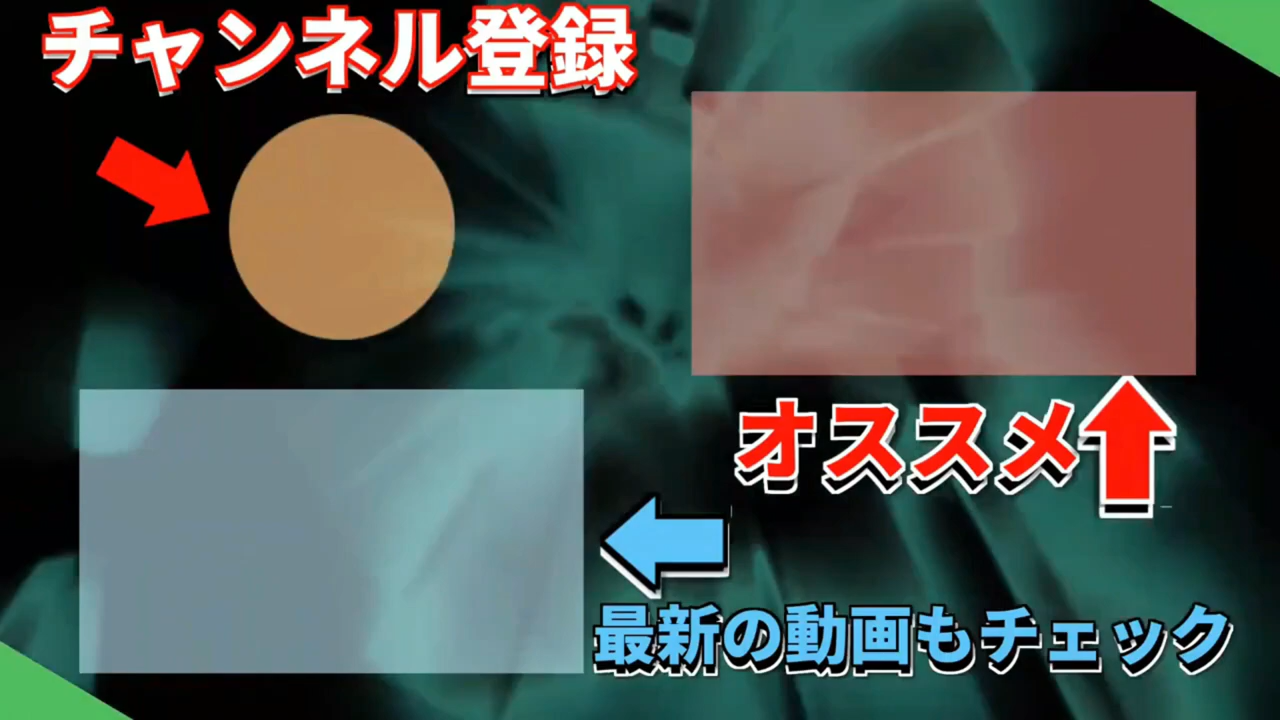 チャンネル登録
オススメ
最新の動画もチェック